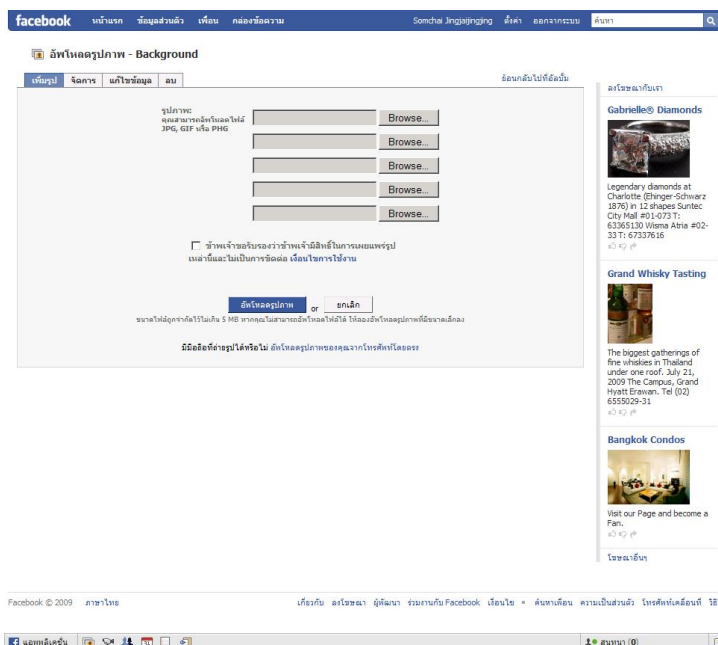 facebook หน้าแรก ข้อมูลส่วนตัว เพื่อน กล่องข้อความ Somchai Jingjaijingjing ตั้งค่า ออกจากระบบ ค้นหา
อัพโหลดรูปภาพ - Background
เพิ่มรูป จัดการ แก้ไขข้อมูล ลบ ย้อนกลับไปที่อัลบั้ม
รูปภาพ:
คุณสามารถอัพโหลดไฟล์
JPG, GIF หรือ PHG
Browse...
Browse...
Browse...
Browse...
Browse...
ข้าพเจ้าขอรับรองว่าข้าพเจ้ามีสิทธิ์ในการเผยแพร่รูป
เหล่านี้และไม่เป็นการขัดต่อ เงื่อนไขการใช้งาน
อัพโหลดรูปภาพ or ยกเลิก
ขนาดไฟล์ถูกจำกัดไว้ไม่เกิน 5 MB หากคุณไม่สามารถอัพโหลดไฟล์ได้ ให้ลองอัพโหลดรูปภาพที่มีขนาดเล็กลง
มีมือถือที่ถ่ายรูปได้หรือไม่ อัพโหลดรูปภาพของคุณจากโทรศัพท์โดยตรง
ลงโฆษณากับเรา
Gabrielle® Diamonds
Legendary diamonds at
Charlotte (Ehinger-Schwarz
1876) in 12 shapes Suntec
City Mall #01-073 T:
63365130 Wisma Atria #02-
33 T: 67337616
Grand Whisky Tasting
The biggest gatherings of
fine whiskies in Thailand
under one roof. July 21,
2009 The Campus, Grand
Hyatt Erawan. Tel (02)
6555029-31
Bangkok Condos
Visit our Page and become a
Fan.
โฆษณาอื่นๆ
Facebook © 2009 ภาษาไทย เกี่ยวกับ ลงโฆษณา ผู้พัฒนา ร่วมงานกับ Facebook เงื่อนไข ▪ ค้นหาเพื่อน ความเป็นส่วนตัว โทรศัพท์เคลื่อนที่ วิธี
แอพพลิเคชั่น 31 สนทนา (0)